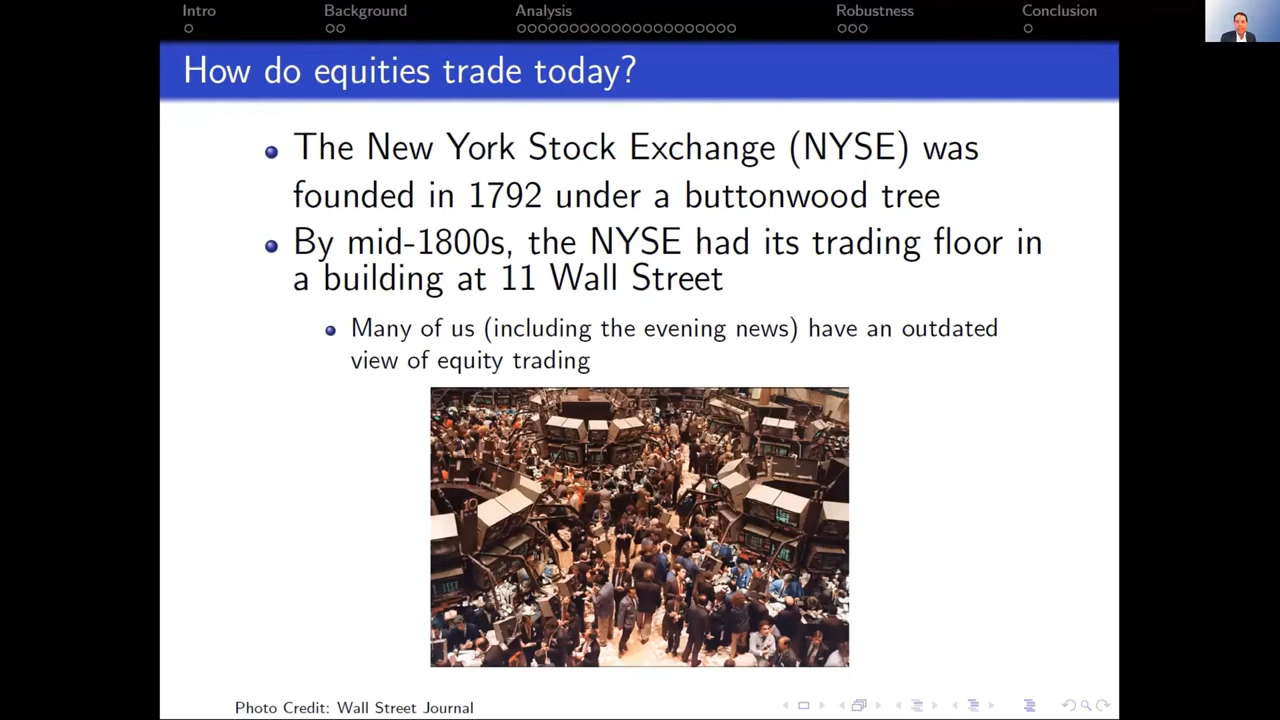 Intro Background Analysis Robustness Conclusion
How do equities trade today?
The New York Stock Exchange (NYSE) was
founded in 1792 under a buttonwood tree
By mid-1800s, the NYSE had its trading floor in
a building at 11 Wall Street
Many of us (including the evening news) have an outdated
view of equity trading
10
Photo Credit: Wall Street Journal